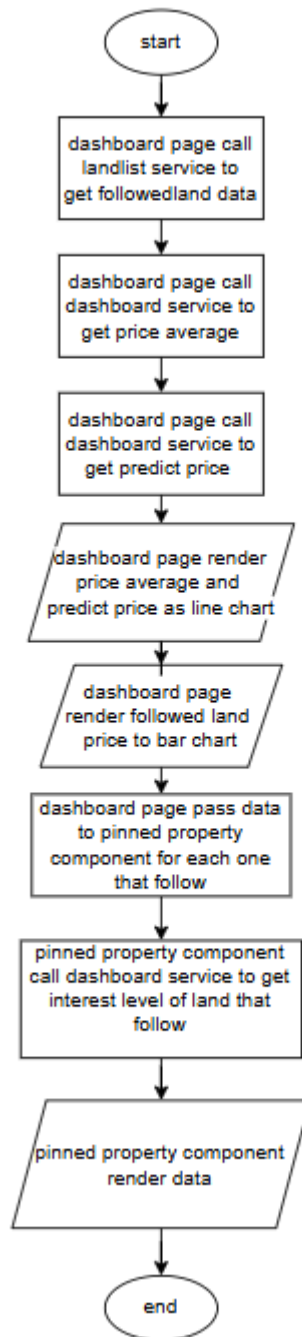 start
dashboard page call
landlist service to
get followedland data
dashboard page call
dashboard service to
get price average
dashboard page call
dashboard service to
get predict price
dashboard page render
price average and
predict price as line chart
dashboard page
render followed land
price to bar chart
dashboard page pass data
to pinned property
component for each one
that follow
pinned property component
call dashboard service to get
interest level of land that
follow
pinned property component
render data
end